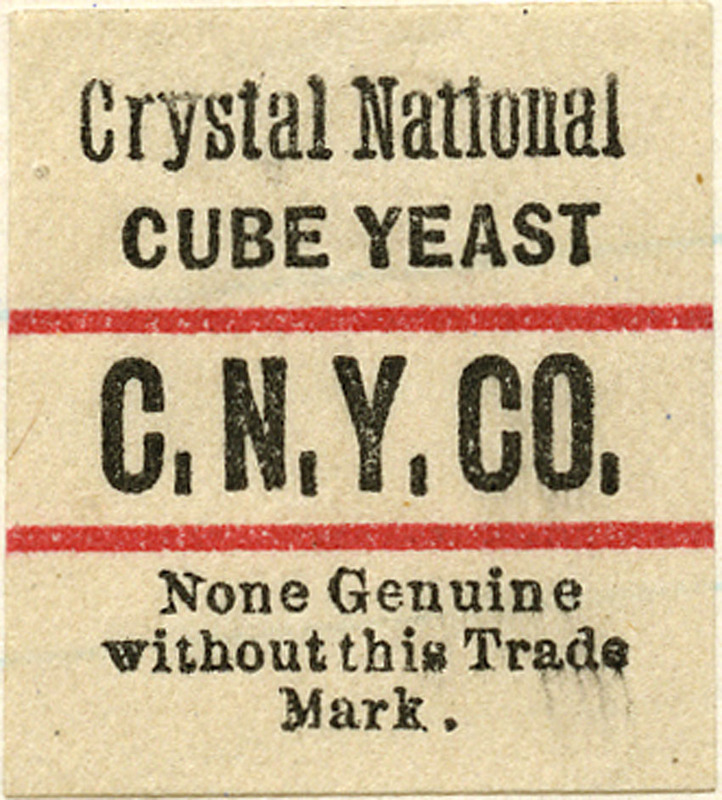 Crystal National
CUBE YEAST
C. N. Y. CO.
None Genuine
without this Trade
Mark.